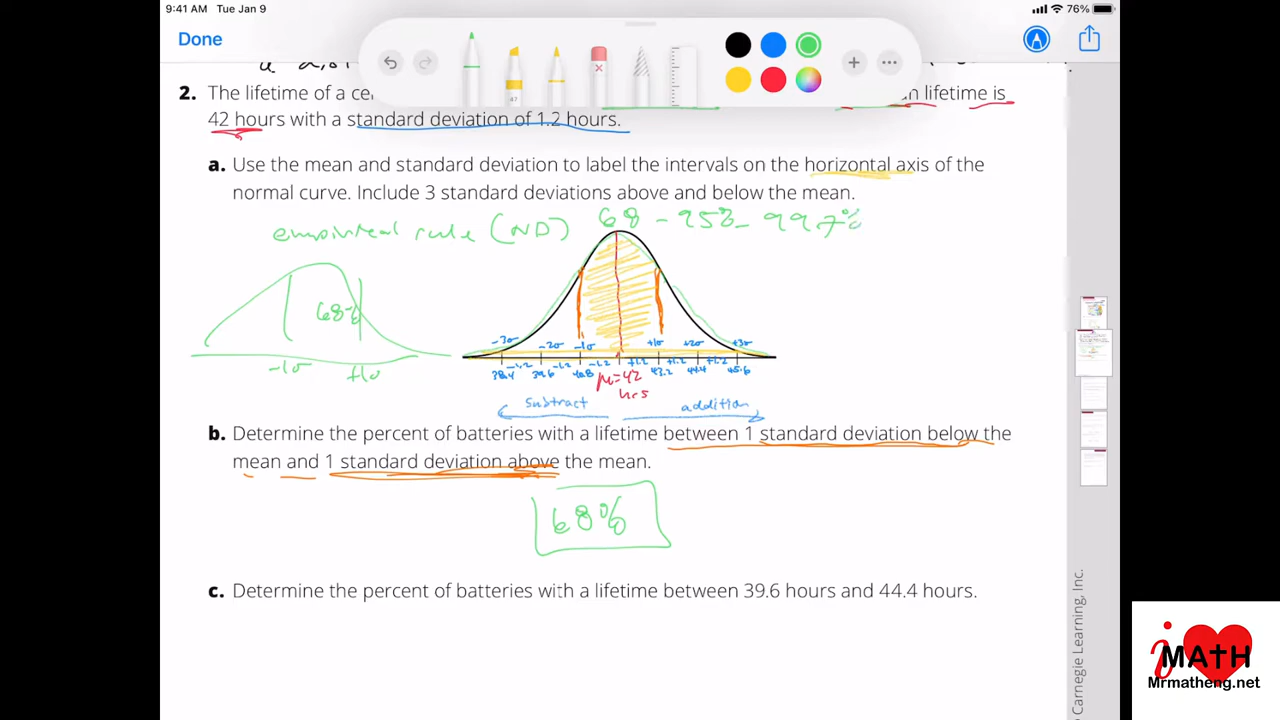 9:41 AM Tue Jan 9
76%
Done
47
2. The lifetime of a ce
n lifetime is
42 hours with a standard deviation of 1.2 hours.
a. Use the mean and standard deviation to label the intervals on the horizontal axis of the
normal curve. Include 3 standard deviations above and below the mean.
empirical rule (ND) 68 - 95% - 99.7%
68%
-1σ +1σ
-3σ -2σ -1σ +1σ +2σ +3σ
-1.2 -1.2 -1.2 +1.2 +1.2 +1.2
38.4 39.6 40.8 μ=42 43.2 44.4 45.6
hrs
subtract addition
b. Determine the percent of batteries with a lifetime between 1 standard deviation below the
mean and 1 standard deviation above the mean.
68%
c. Determine the percent of batteries with a lifetime between 39.6 hours and 44.4 hours.
Carnegie Learning, Inc.
i MATH
Mrmatheng.net